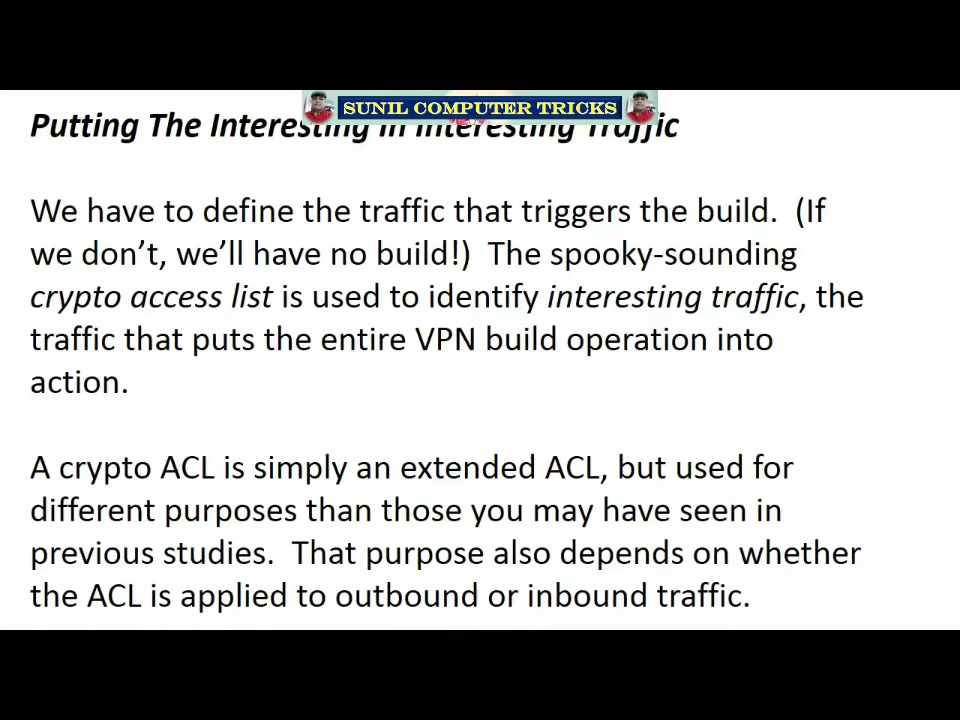 SUNIL COMPUTER TRICKS
Putting The Interesting In Interesting Traffic
We have to define the traffic that triggers the build.  (If
we don’t, we’ll have no build!)  The spooky-sounding
crypto access list is used to identify interesting traffic, the
traffic that puts the entire VPN build operation into
action.
A crypto ACL is simply an extended ACL, but used for
different purposes than those you may have seen in
previous studies.  That purpose also depends on whether
the ACL is applied to outbound or inbound traffic.